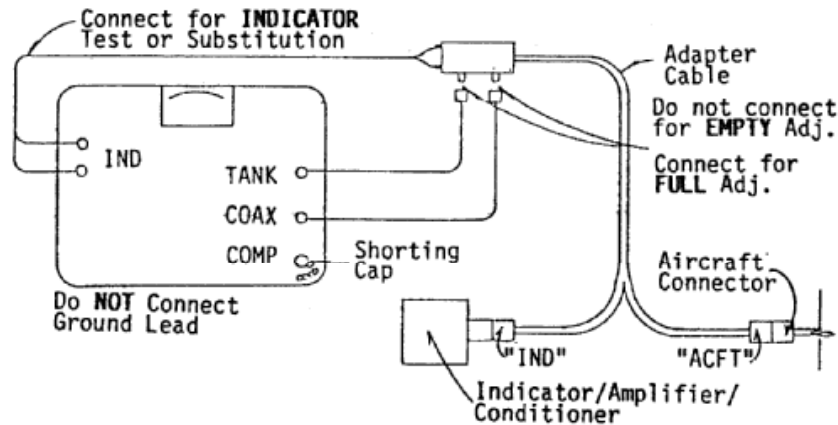 Connect for INDICATOR
Test or Substitution
Adapter
Cable
Do not connect
for EMPTY Adj.
Connect for
FULL Adj.
IND
TANK
COAX
COMP
Shorting
Cap
Do NOT Connect
Ground Lead
Aircraft
Connector
"IND"
"ACFT"
Indicator/Amplifier/
Conditioner